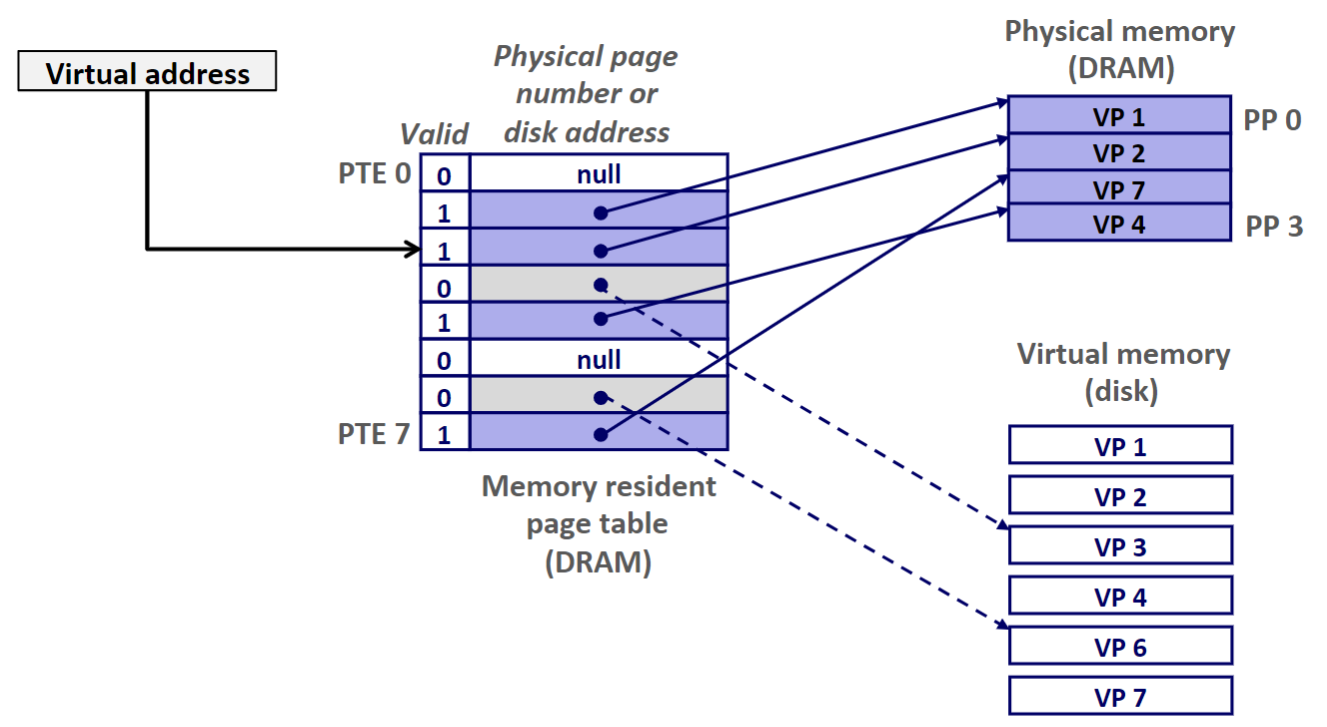 Virtual address
Physical page
number or
disk address
Valid
PTE 0
0 null
1
1
0
1
0 null
0
PTE 7 1
Memory resident
page table
(DRAM)
Physical memory
(DRAM)
VP 1 PP 0
VP 2
VP 7
VP 4 PP 3
Virtual memory
(disk)
VP 1
VP 2
VP 3
VP 4
VP 6
VP 7